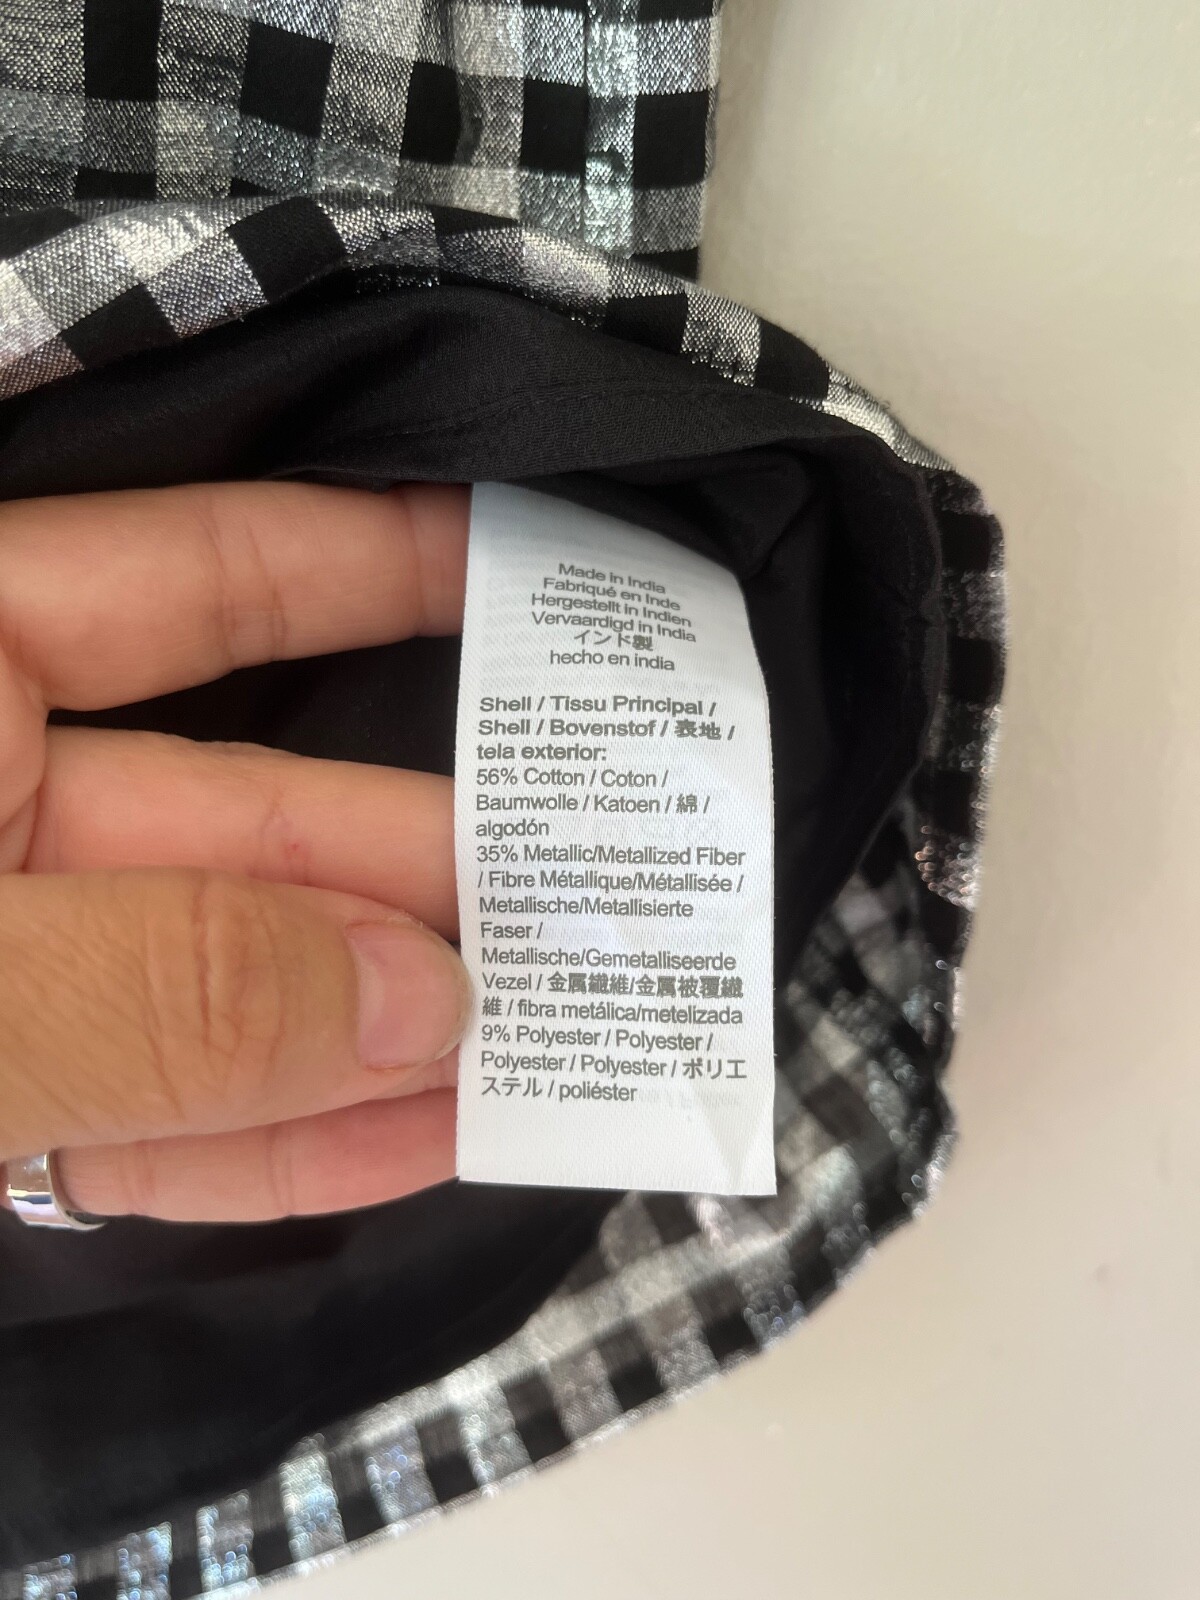 Made in India
Fabriqué en Inde
Hergestellt in Indien
Vervaardigd in India
インド製
hecho en india
Shell / Tissu Principal /
Shell / Bovenstof / 表地 /
tela exterior:
56% Cotton / Coton /
Baumwolle / Katoen / 綿 /
algodón
35% Metallic/Metallized Fiber
/ Fibre Métallique/Métallisée /
Metallische/Metallisierte
Faser /
Metallische/Gemetalliseerde
Vezel / 金属繊維/金属被覆繊
維 / fibra metálica/metelizada
9% Polyester / Polyester /
Polyester / Polyester / ポリエ
ステル / poliéster